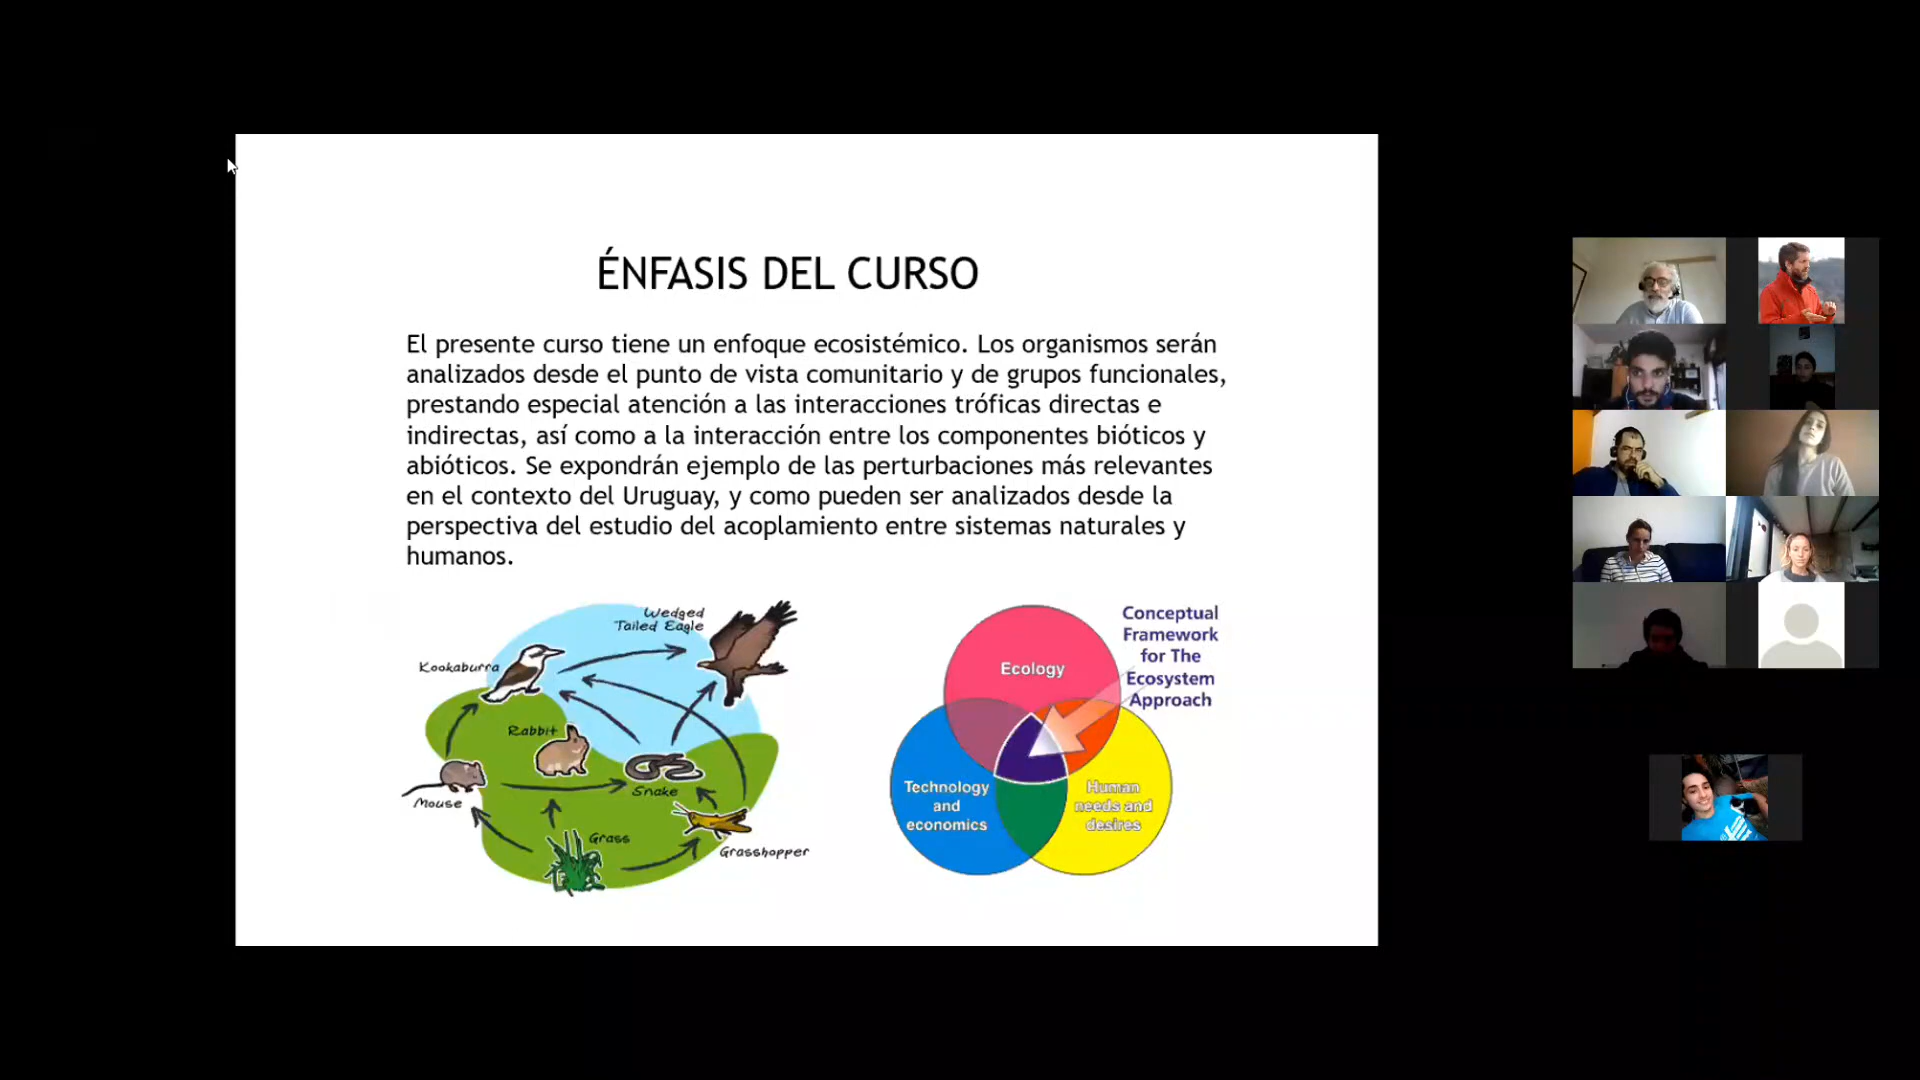 ÉNFASIS DEL CURSO
El presente curso tiene un enfoque ecosistémico. Los organismos serán
analizados desde el punto de vista comunitario y de grupos funcionales,
prestando especial atención a las interacciones tróficas directas e
indirectas, así como a la interacción entre los componentes bióticos y
abióticos. Se expondrán ejemplo de las perturbaciones más relevantes
en el contexto del Uruguay, y como pueden ser analizados desde la
perspectiva del estudio del acoplamiento entre sistemas naturales y
humanos.
Wedged
Tailed Eagle
Kookaburra
Rabbit
Mouse
Snake
Grass
Grasshopper
Conceptual
Framework
for The
Ecosystem
Approach
Ecology
Technology
and
economics
Human
needs and
desires